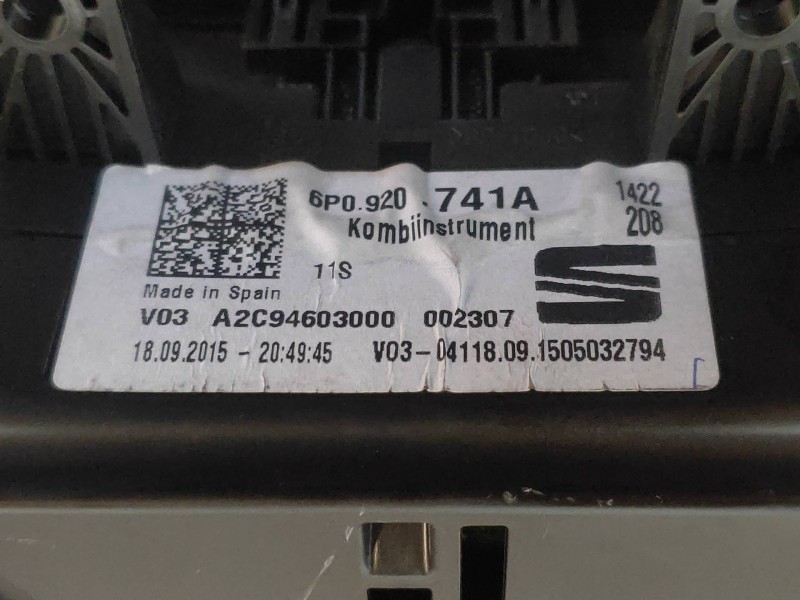 6P0.920.741A
1422
Kombiinstrument
208
11S
Made in Spain
V03 A2C94603000 002307
18.09.2015 - 20:49:45 V03-04118.09.1505032794